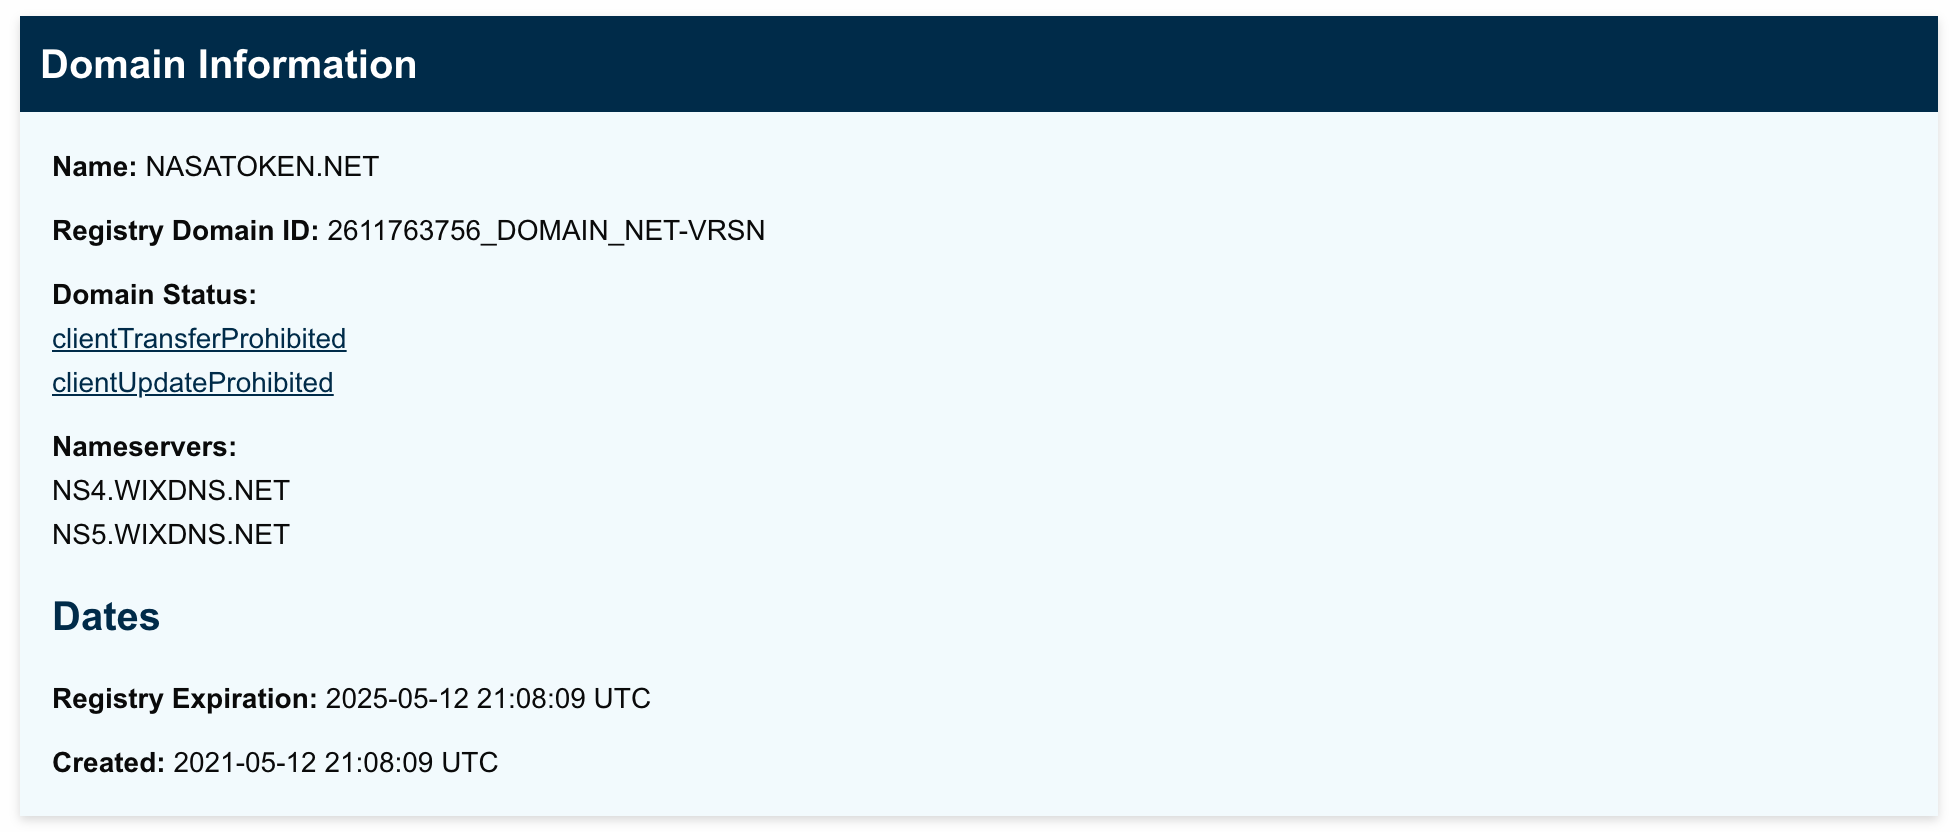 Domain Information
Name: NASATOKEN.NET
Registry Domain ID: 2611763756_DOMAIN_NET-VRSN
Domain Status:
clientTransferProhibited
clientUpdateProhibited
Nameservers:
NS4.WIXDNS.NET
NS5.WIXDNS.NET
Dates
Registry Expiration: 2025-05-12 21:08:09 UTC
Created: 2021-05-12 21:08:09 UTC